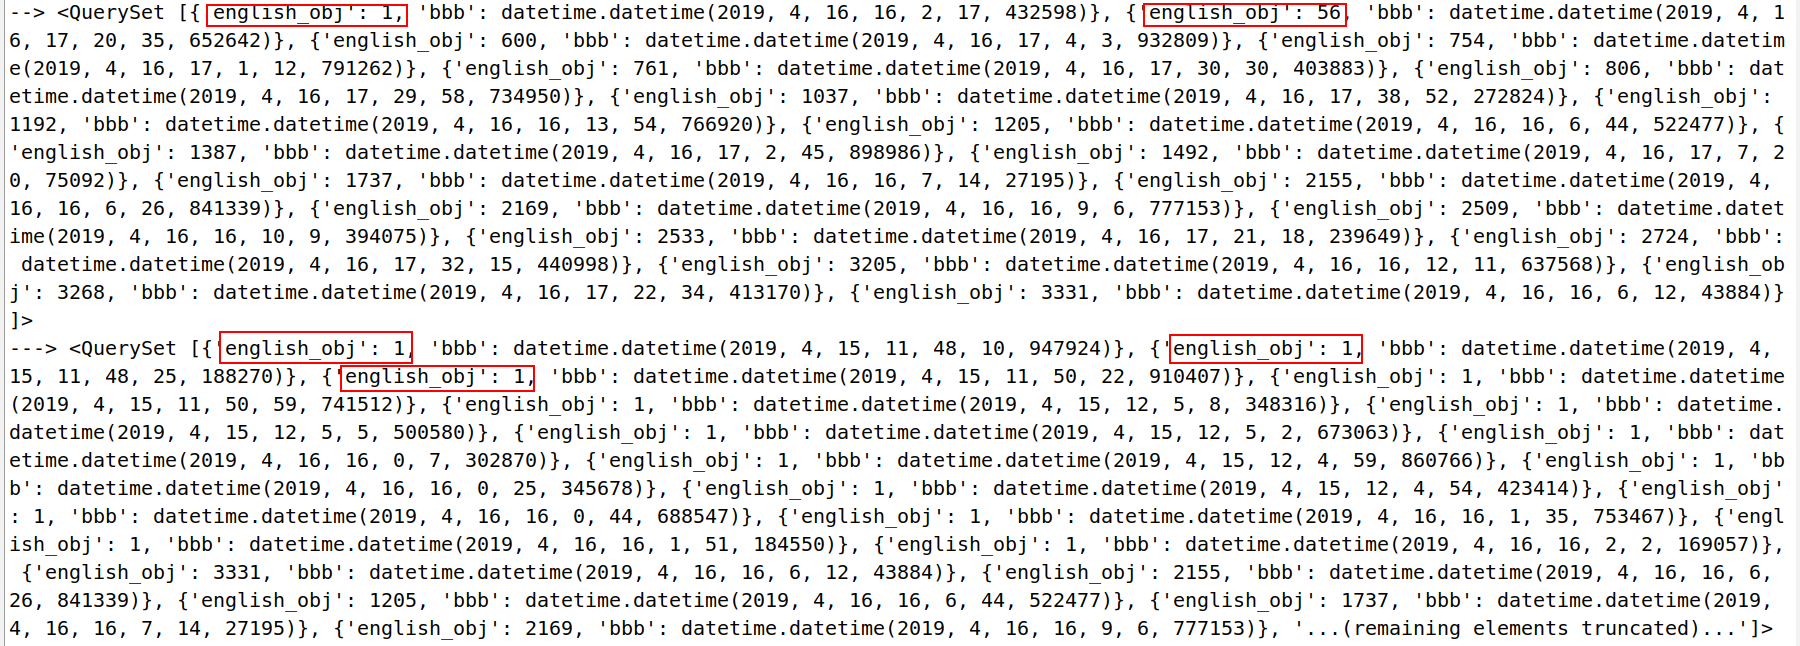 --> <QuerySet [{'english_obj': 1, 'bbb': datetime.datetime(2019, 4, 16, 16, 2, 17, 432598)}, {'english_obj': 56, 'bbb': datetime.datetime(2019, 4, 1
6, 17, 20, 35, 652642)}, {'english_obj': 600, 'bbb': datetime.datetime(2019, 4, 16, 17, 4, 3, 932809)}, {'english_obj': 754, 'bbb': datetime.datetim
e(2019, 4, 16, 17, 1, 12, 791262)}, {'english_obj': 761, 'bbb': datetime.datetime(2019, 4, 16, 17, 30, 30, 403883)}, {'english_obj': 806, 'bbb': dat
etime.datetime(2019, 4, 16, 17, 29, 58, 734950)}, {'english_obj': 1037, 'bbb': datetime.datetime(2019, 4, 16, 17, 38, 52, 272824)}, {'english_obj':
1192, 'bbb': datetime.datetime(2019, 4, 16, 16, 13, 54, 766920)}, {'english_obj': 1205, 'bbb': datetime.datetime(2019, 4, 16, 16, 6, 44, 522477)}, {
'english_obj': 1387, 'bbb': datetime.datetime(2019, 4, 16, 17, 2, 45, 898986)}, {'english_obj': 1492, 'bbb': datetime.datetime(2019, 4, 16, 17, 7, 2
0, 75092)}, {'english_obj': 1737, 'bbb': datetime.datetime(2019, 4, 16, 16, 7, 14, 27195)}, {'english_obj': 2155, 'bbb': datetime.datetime(2019, 4,
16, 16, 6, 26, 841339)}, {'english_obj': 2169, 'bbb': datetime.datetime(2019, 4, 16, 16, 9, 6, 777153)}, {'english_obj': 2509, 'bbb': datetime.datet
ime(2019, 4, 16, 16, 10, 9, 394075)}, {'english_obj': 2533, 'bbb': datetime.datetime(2019, 4, 16, 17, 21, 18, 239649)}, {'english_obj': 2724, 'bbb':
 datetime.datetime(2019, 4, 16, 17, 32, 15, 440998)}, {'english_obj': 3205, 'bbb': datetime.datetime(2019, 4, 16, 16, 12, 11, 637568)}, {'english_ob
j': 3268, 'bbb': datetime.datetime(2019, 4, 16, 17, 22, 34, 413170)}, {'english_obj': 3331, 'bbb': datetime.datetime(2019, 4, 16, 16, 6, 12, 43884)}
]>
---> <QuerySet [{'english_obj': 1, 'bbb': datetime.datetime(2019, 4, 15, 11, 48, 10, 947924)}, {'english_obj': 1, 'bbb': datetime.datetime(2019, 4,
15, 11, 48, 25, 188270)}, {'english_obj': 1, 'bbb': datetime.datetime(2019, 4, 15, 11, 50, 22, 910407)}, {'english_obj': 1, 'bbb': datetime.datetime
(2019, 4, 15, 11, 50, 59, 741512)}, {'english_obj': 1, 'bbb': datetime.datetime(2019, 4, 15, 12, 5, 8, 348316)}, {'english_obj': 1, 'bbb': datetime.
datetime(2019, 4, 15, 12, 5, 5, 500580)}, {'english_obj': 1, 'bbb': datetime.datetime(2019, 4, 15, 12, 5, 2, 673063)}, {'english_obj': 1, 'bbb': dat
etime.datetime(2019, 4, 16, 16, 0, 7, 302870)}, {'english_obj': 1, 'bbb': datetime.datetime(2019, 4, 15, 12, 4, 59, 860766)}, {'english_obj': 1, 'bb
b': datetime.datetime(2019, 4, 16, 16, 0, 25, 345678)}, {'english_obj': 1, 'bbb': datetime.datetime(2019, 4, 15, 12, 4, 54, 423414)}, {'english_obj'
: 1, 'bbb': datetime.datetime(2019, 4, 16, 16, 0, 44, 688547)}, {'english_obj': 1, 'bbb': datetime.datetime(2019, 4, 16, 16, 1, 35, 753467)}, {'engl
ish_obj': 1, 'bbb': datetime.datetime(2019, 4, 16, 16, 1, 51, 184550)}, {'english_obj': 1, 'bbb': datetime.datetime(2019, 4, 16, 16, 2, 2, 169057)},
 {'english_obj': 3331, 'bbb': datetime.datetime(2019, 4, 16, 16, 6, 12, 43884)}, {'english_obj': 2155, 'bbb': datetime.datetime(2019, 4, 16, 16, 6,
26, 841339)}, {'english_obj': 1205, 'bbb': datetime.datetime(2019, 4, 16, 16, 6, 44, 522477)}, {'english_obj': 1737, 'bbb': datetime.datetime(2019,
4, 16, 16, 7, 14, 27195)}, {'english_obj': 2169, 'bbb': datetime.datetime(2019, 4, 16, 16, 9, 6, 777153)}, '...(remaining elements truncated)...']>